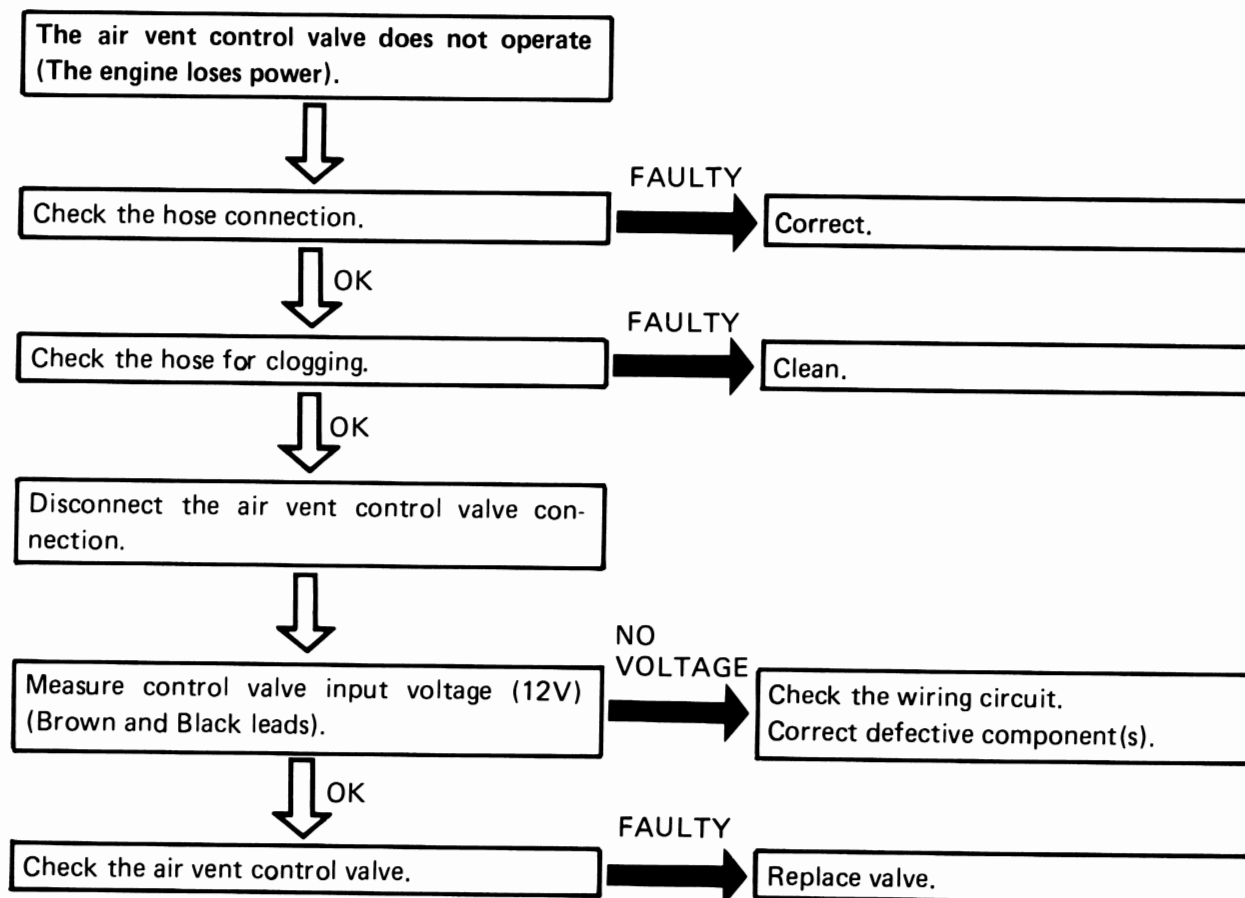 The air vent control valve does not operate
(The engine loses power).
FAULTY
Check the hose connection.
Correct.
OK
FAULTY
Check the hose for clogging.
Clean.
OK
Disconnect the air vent control valve con-
nection.
NO
VOLTAGE
Measure control valve input voltage (12V)
(Brown and Black leads).
Check the wiring circuit.
Correct defective component(s).
OK
FAULTY
Check the air vent control valve.
Replace valve.